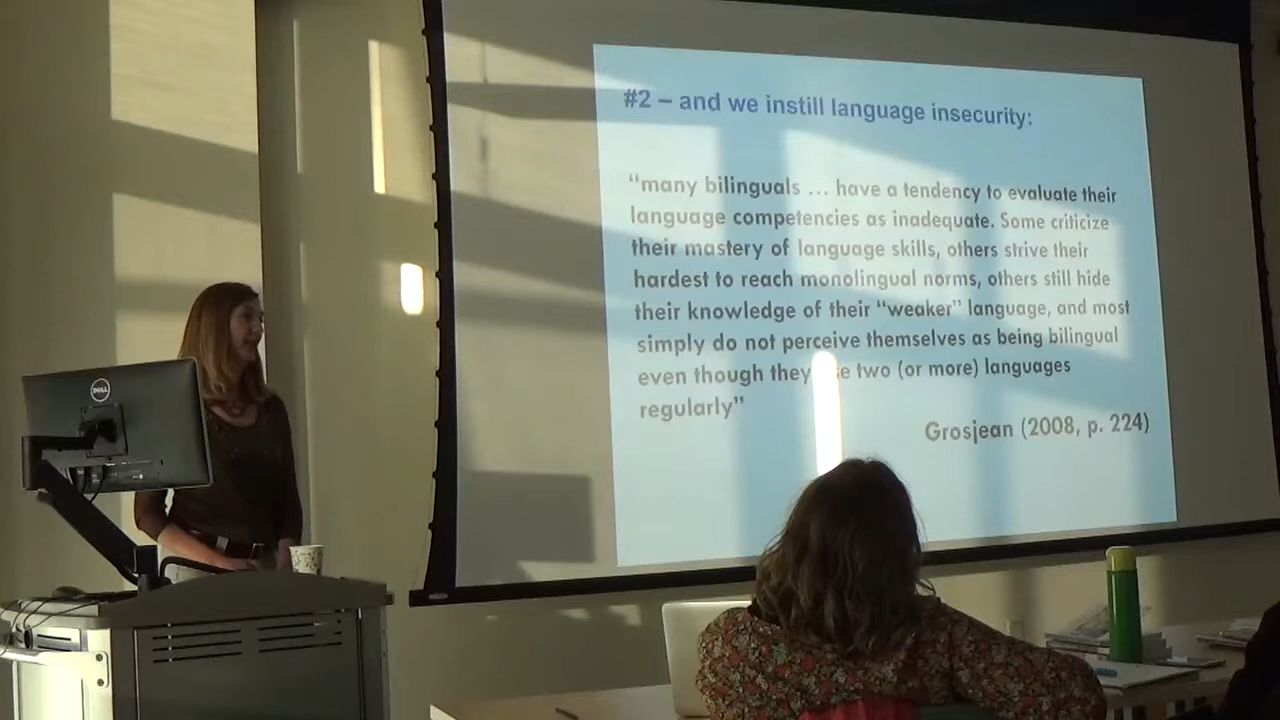 #2 – and we instill language insecurity:
“many bilinguals ... have a tendency to evaluate their
language competencies as inadequate. Some criticize
their mastery of language skills, others strive their
hardest to reach monolingual norms, others still hide
their knowledge of their “weaker” language, and most
simply do not perceive themselves as being bilingual
even though they two (or more) languages
regularly”
Grosjean (2008, p. 224)
DELL